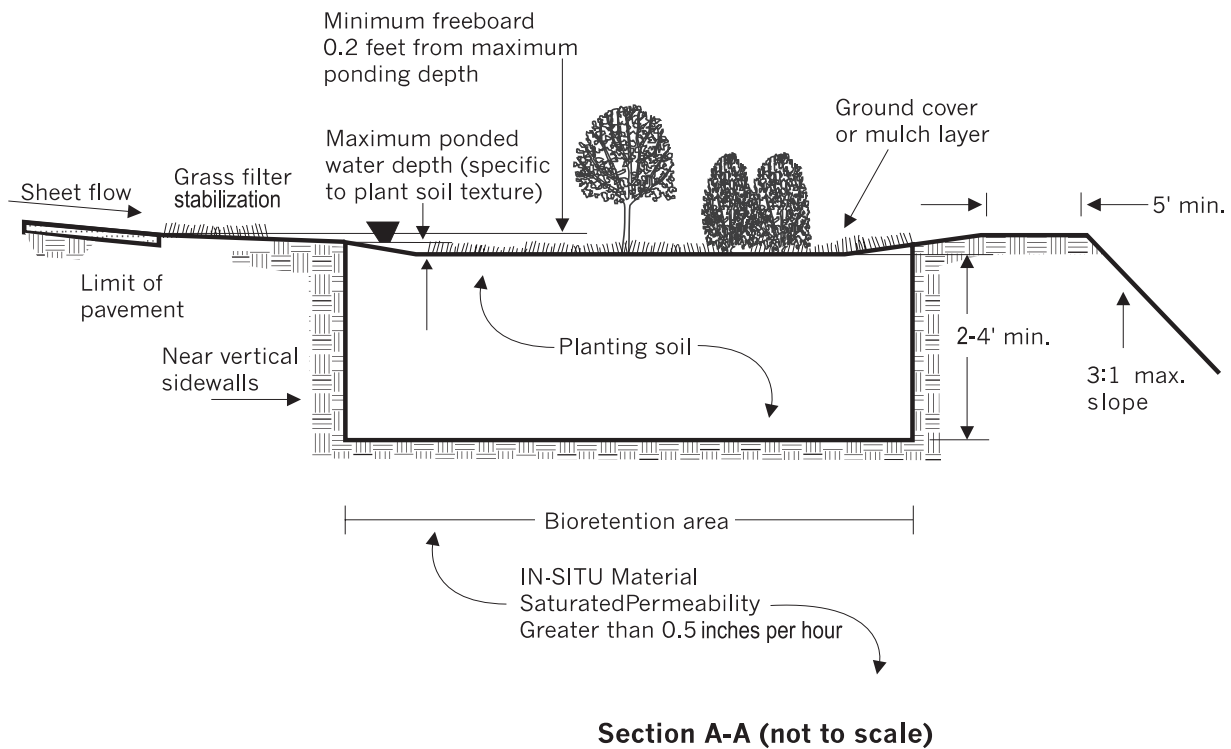 Minimum freeboard
0.2 feet from maximum
ponding depth
Maximum ponded
water depth (specific
to plant soil texture)
Ground cover
or mulch layer
Sheet flow
Grass filter
stabilization
5' min.
Limit of
pavement
Near vertical
sidewalls
Planting soil
2-4' min.
3:1 max.
slope
Bioretention area
IN-SITU Material
SaturatedPermeability
Greater than 0.5 inches per hour
Section A-A (not to scale)